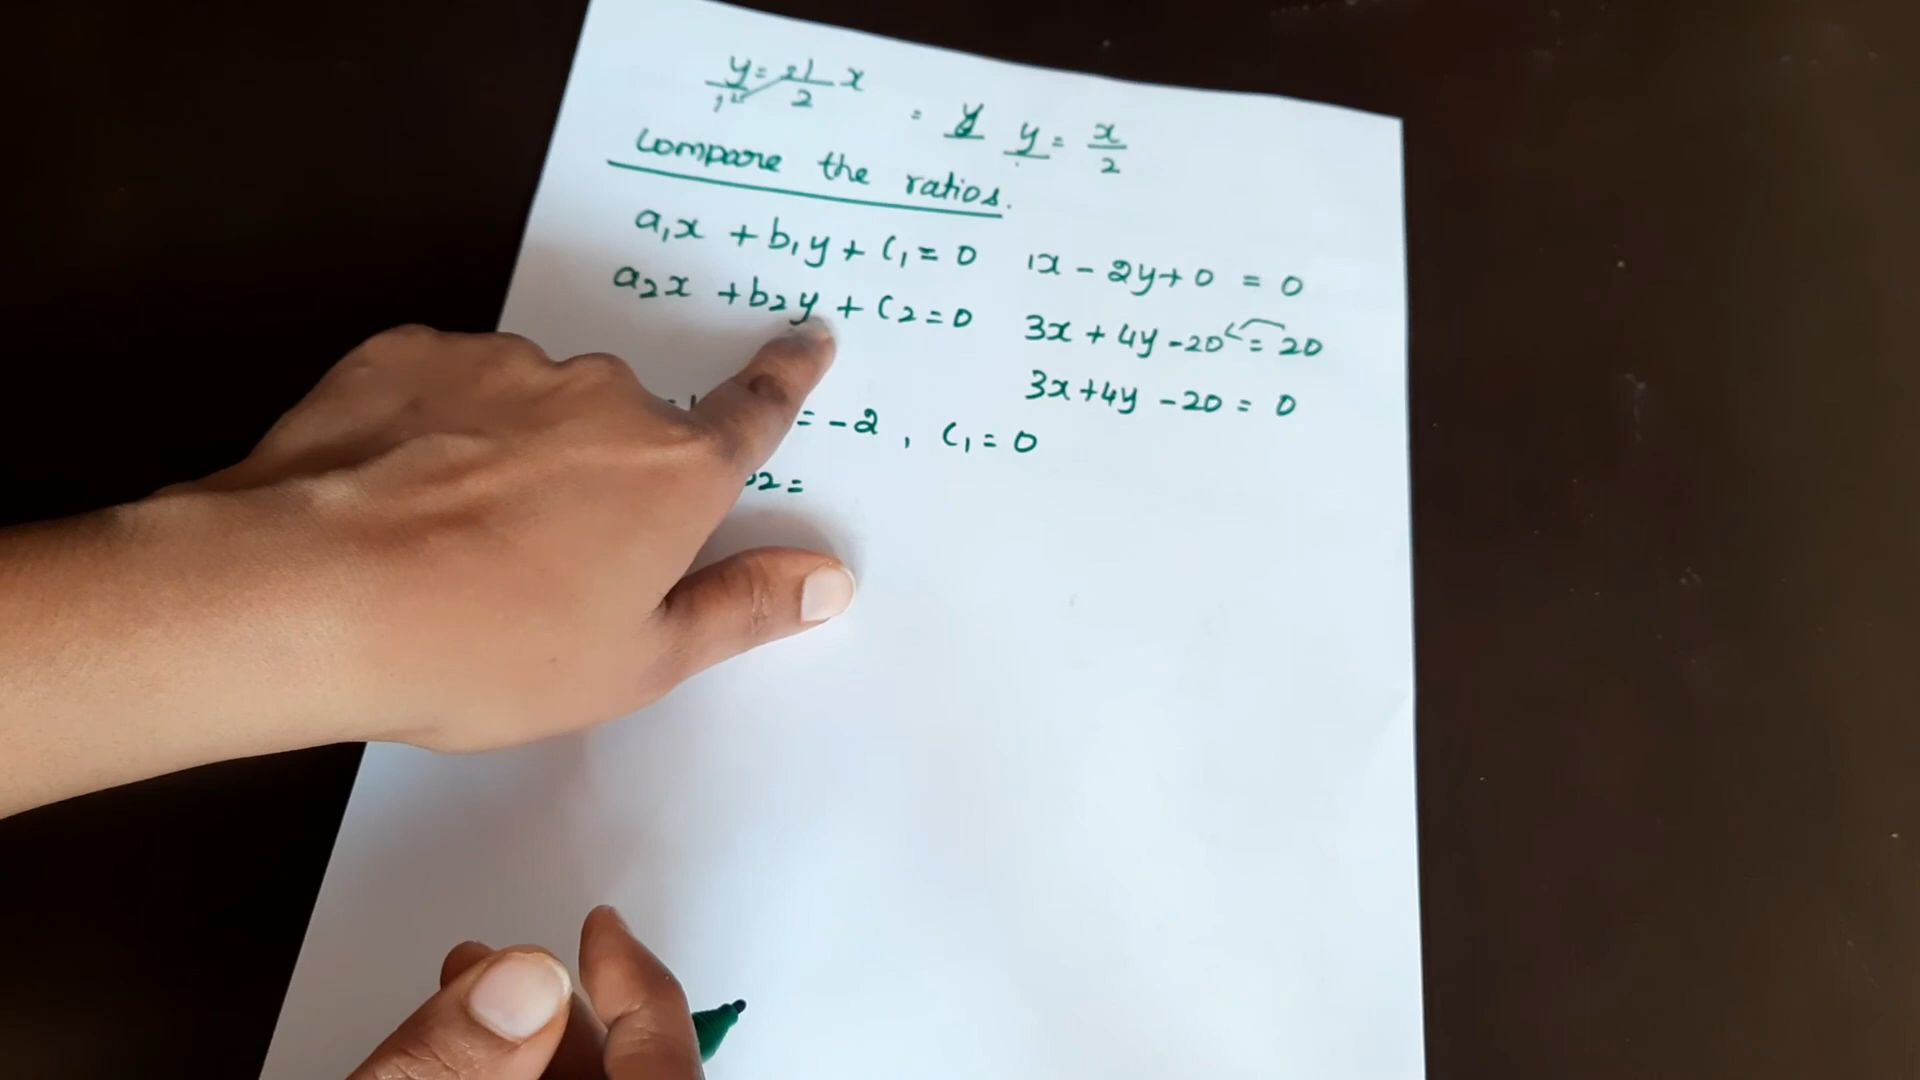 y = 1/2 x
= y y = x/2
Compare the ratios.
a₁x + b₁y + C₁ = 0 1x - 2y + 0 = 0
a₂x + b₂y + C₂ = 0 3x + 4y - 20 = 20
3x + 4y - 20 = 0
= -2 , C₁ = 0
2 =